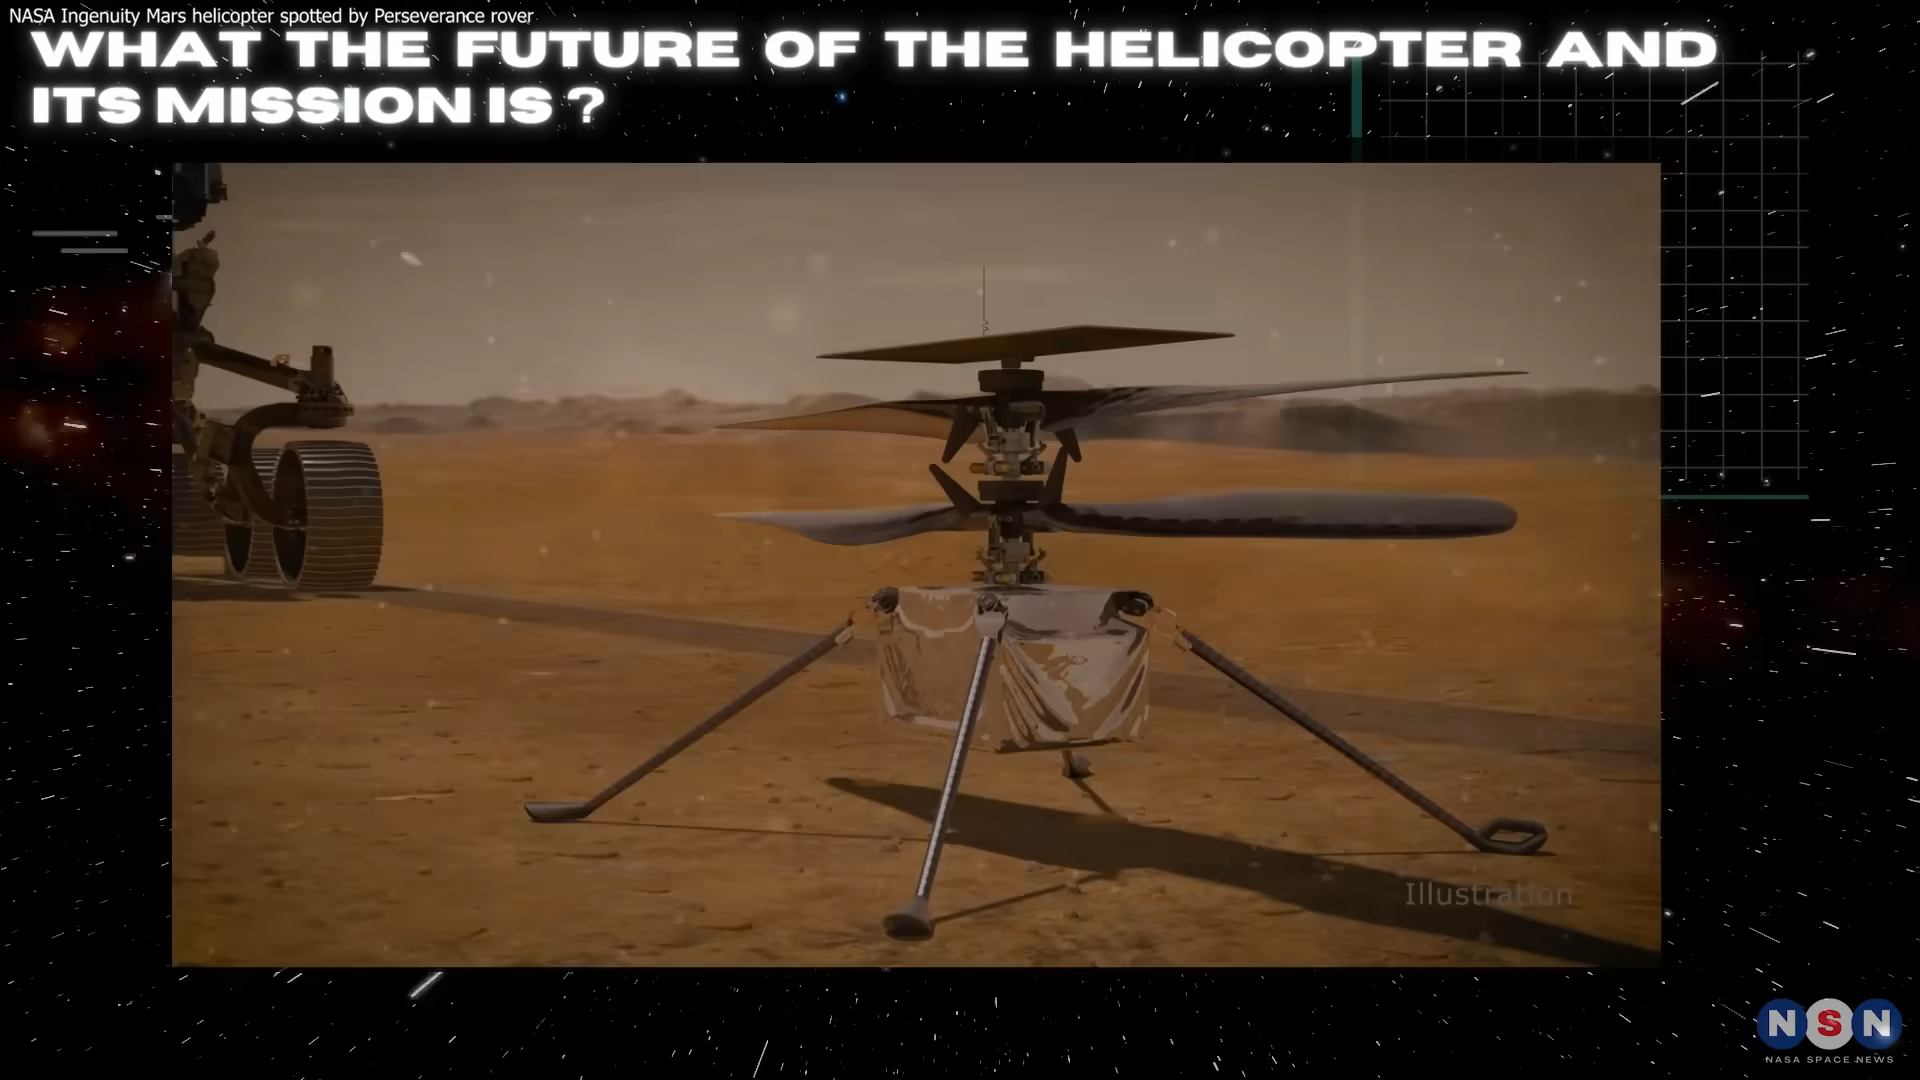 NASA Ingenuity Mars helicopter spotted by Perseverance rover
WHAT THE FUTURE OF THE HELICOPTER AND
ITS MISSION IS ?
Illustration
NSN
NASA SPACE NEWS